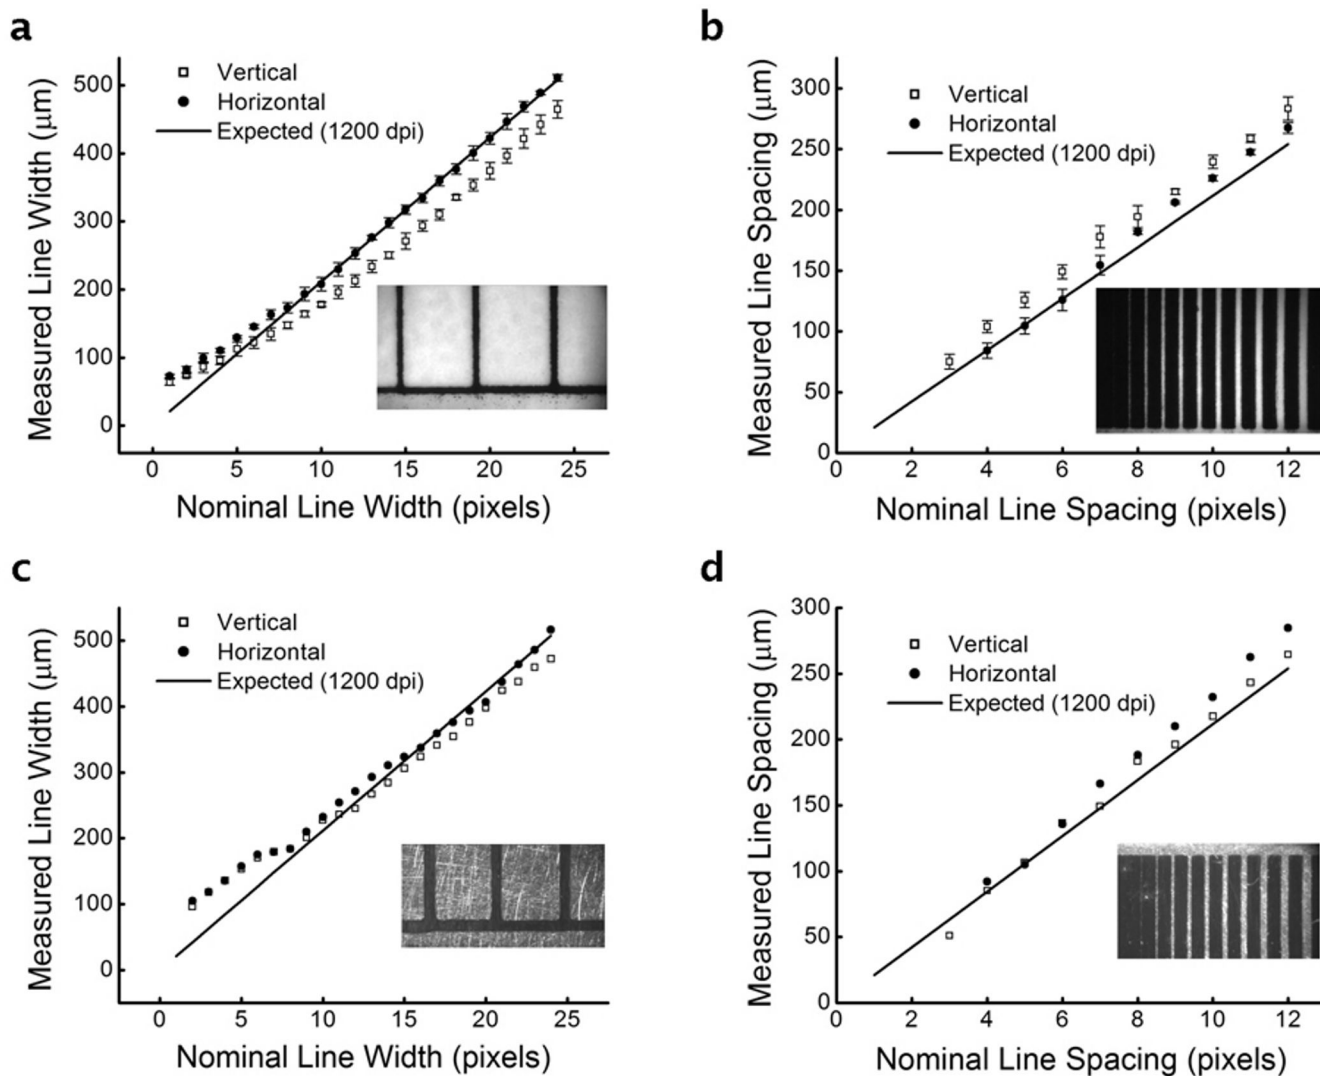 a
Measured Line Width (μm)
500
400
300
200
100
0
Vertical
Horizontal
Expected (1200 dpi)
0 5 10 15 20 25
Nominal Line Width (pixels)
b
Measured Line Spacing (μm)
300
250
200
150
100
50
0
Vertical
Horizontal
Expected (1200 dpi)
0 2 4 6 8 10 12
Nominal Line Spacing (pixels)
c
Measured Line Width (μm)
500
400
300
200
100
0
Vertical
Horizontal
Expected (1200 dpi)
0 5 10 15 20 25
Nominal Line Width (pixels)
d
Measured Line Spacing (μm)
300
250
200
150
100
50
0
Vertical
Horizontal
Expected (1200 dpi)
0 2 4 6 8 10 12
Nominal Line Spacing (pixels)